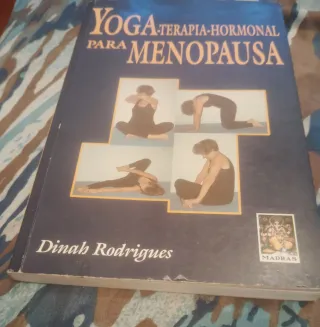 YOGA-TERAPIA-HORMONAL
PARA MENOPAUSA
Dinah Rodrigues
MADRAS